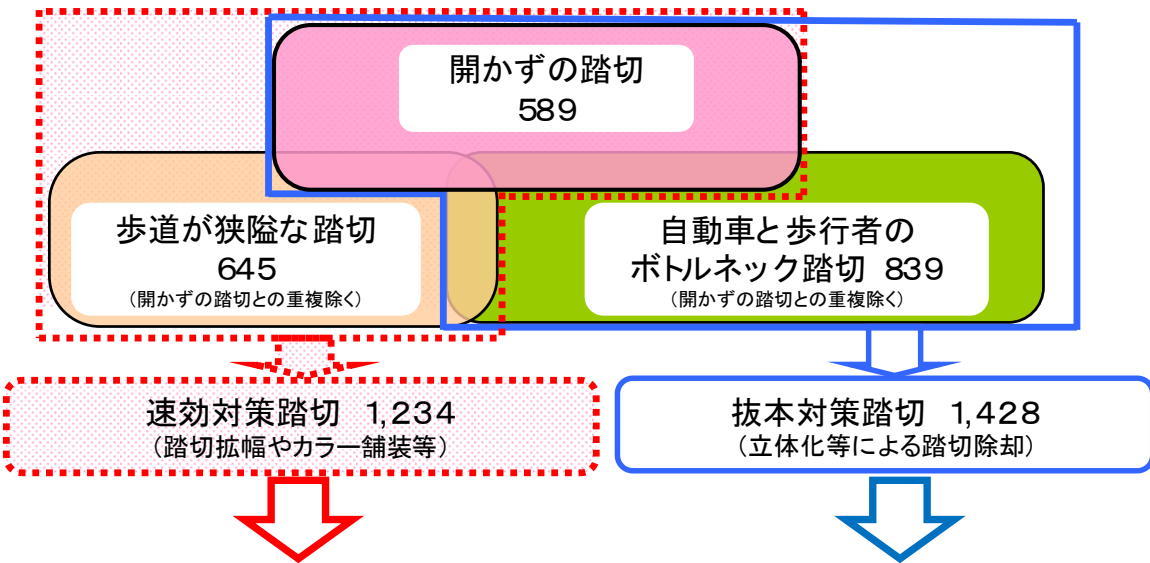 開かずの踏切
５８９
歩道が狭隘な踏切
６４５
（開かずの踏切との重複除く）
自動車と歩行者の
ボトルネック踏切 ８３９
（開かずの踏切との重複除く）
速効対策踏切　１,２３４
（踏切拡幅やカラー舗装等）
抜本対策踏切　１,４２８
（立体化等による踏切除却）